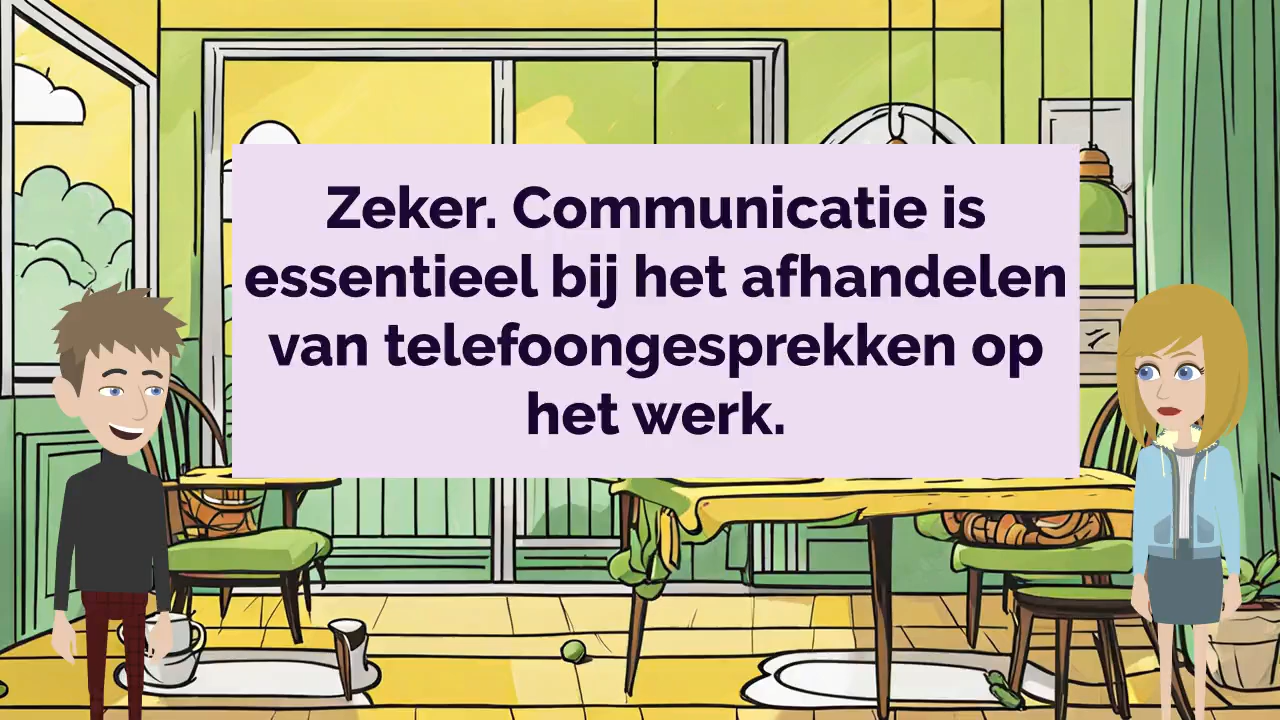 Zeker. Communicatie is
essentieel bij het afhandelen
van telefoongesprekken op
het werk.